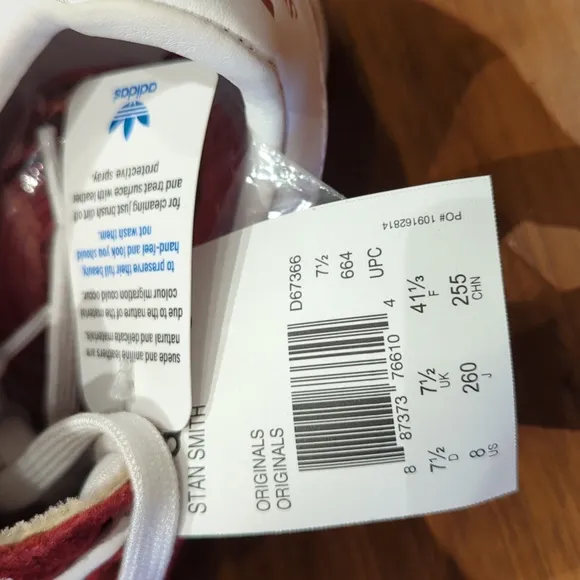 adidas
suede and aniline leathers are
natural and delicate materials.
due to the nature of the material
colour migration could occur.
to preserve their full beauty,
hand-feel and look you should
not wash them.
for cleaning just brush dirt off
and treat surface with leather
protective spray.
STAN SMITH
ORIGINALS
ORIGINALS
D67366
7½
664
UPC
8 87373 76610 4
7½ 7½ 41⅓
D UK F
8 260 255
US J CHN
PO# 109162814